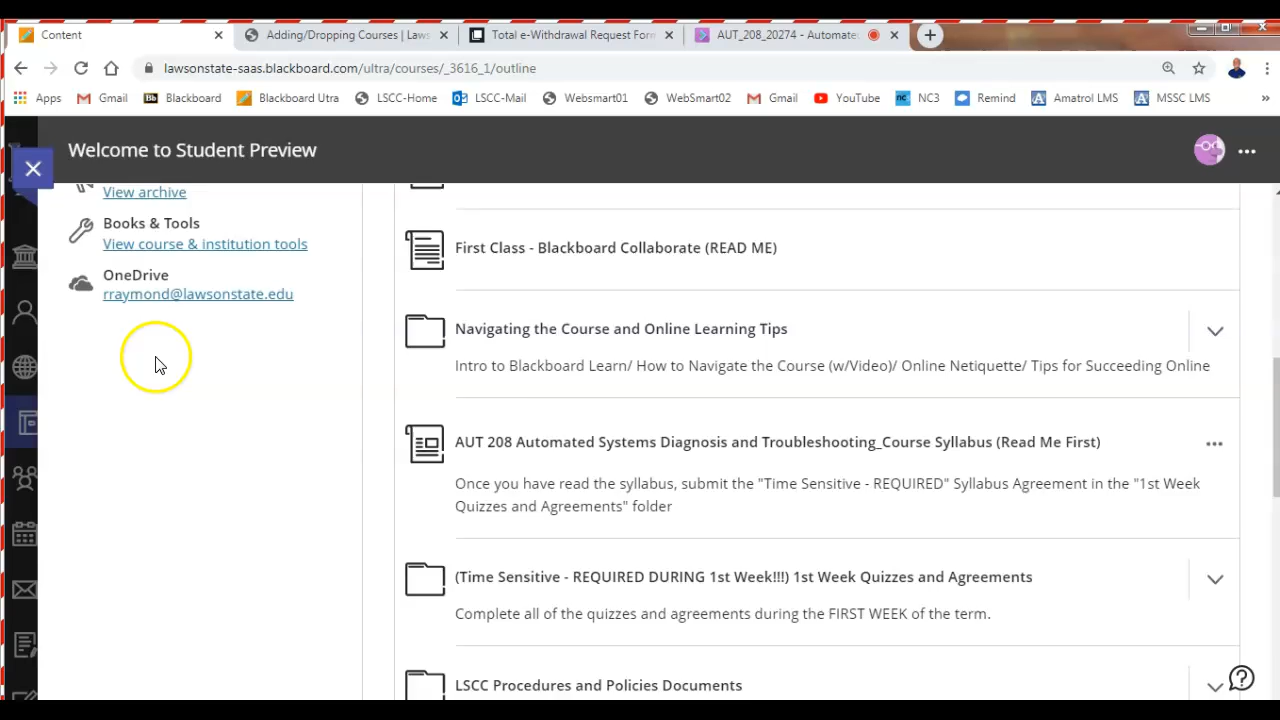 Content
Adding/Dropping Courses | Laws
Total e-Withdrawal Request Form
AUT_208_20274 - Automate
lawsonstate-saas.blackboard.com/ultra/courses/_3616_1/outline
Apps
Gmail
Bb Blackboard
Blackboard Utra
LSCC-Home
LSCC-Mail
Websmart01
WebSmart02
Gmail
YouTube
nc NC3
Remind
Amatrol LMS
MSSC LMS
»
Welcome to Student Preview
View archive
Books & Tools
View course & institution tools
OneDrive
rraymond@lawsonstate.edu
First Class - Blackboard Collaborate (READ ME)
Navigating the Course and Online Learning Tips
Intro to Blackboard Learn/ How to Navigate the Course (w/Video)/ Online Netiquette/ Tips for Succeeding Online
AUT 208 Automated Systems Diagnosis and Troubleshooting_Course Syllabus (Read Me First)
Once you have read the syllabus, submit the "Time Sensitive - REQUIRED" Syllabus Agreement in the "1st Week
Quizzes and Agreements" folder
(Time Sensitive - REQUIRED DURING 1st Week!!!) 1st Week Quizzes and Agreements
Complete all of the quizzes and agreements during the FIRST WEEK of the term.
LSCC Procedures and Policies Documents